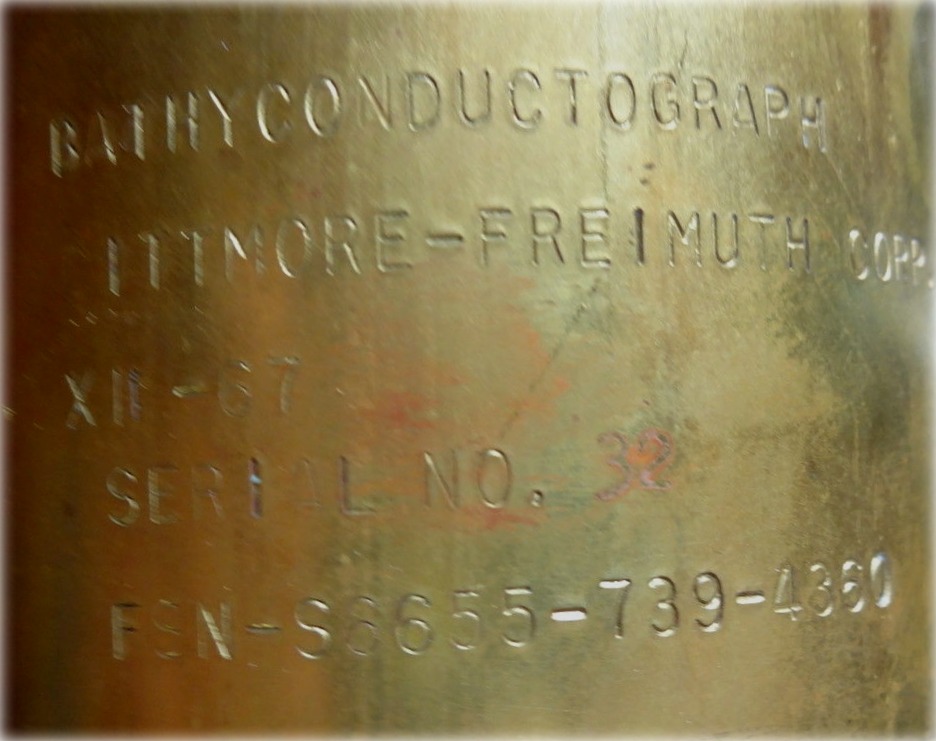 BATHYCONDUCTOGRAPH
ITTMORE-FREIMUTH CORP.
XII-67
SERIAL NO. 32
FSN-S6655-739-4360